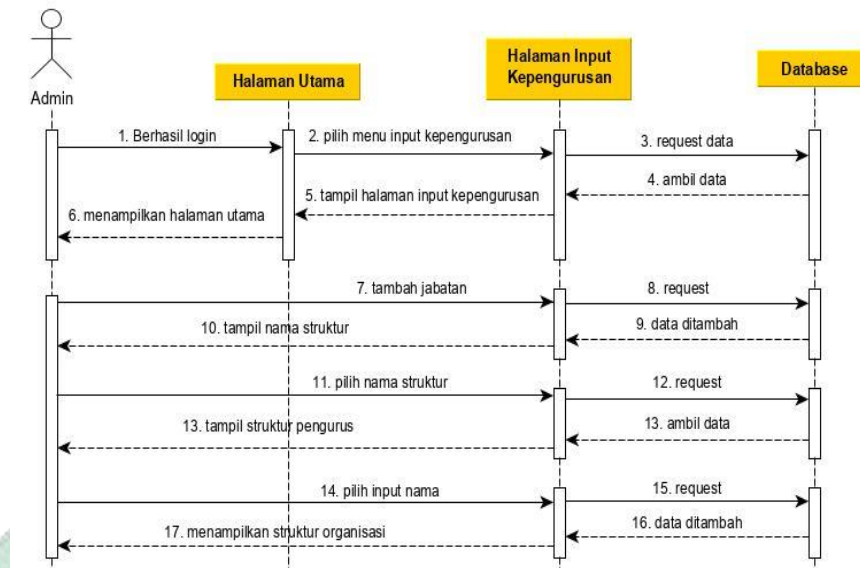 Admin
Halaman Utama
Halaman Input
Kepengurusan
Database
1. Berhasil login
2. pilih menu input kepengurusan
3. request data
4. ambil data
5. tampil halaman input kepengurusan
6. menampilkan halaman utama
7. tambah jabatan
8. request
9. data ditambah
10. tampil nama struktur
11. pilih nama struktur
12. request
13. ambil data
13. tampil struktur pengurus
14. pilih input nama
15. request
16. data ditambah
17. menampilkan struktur organisasi